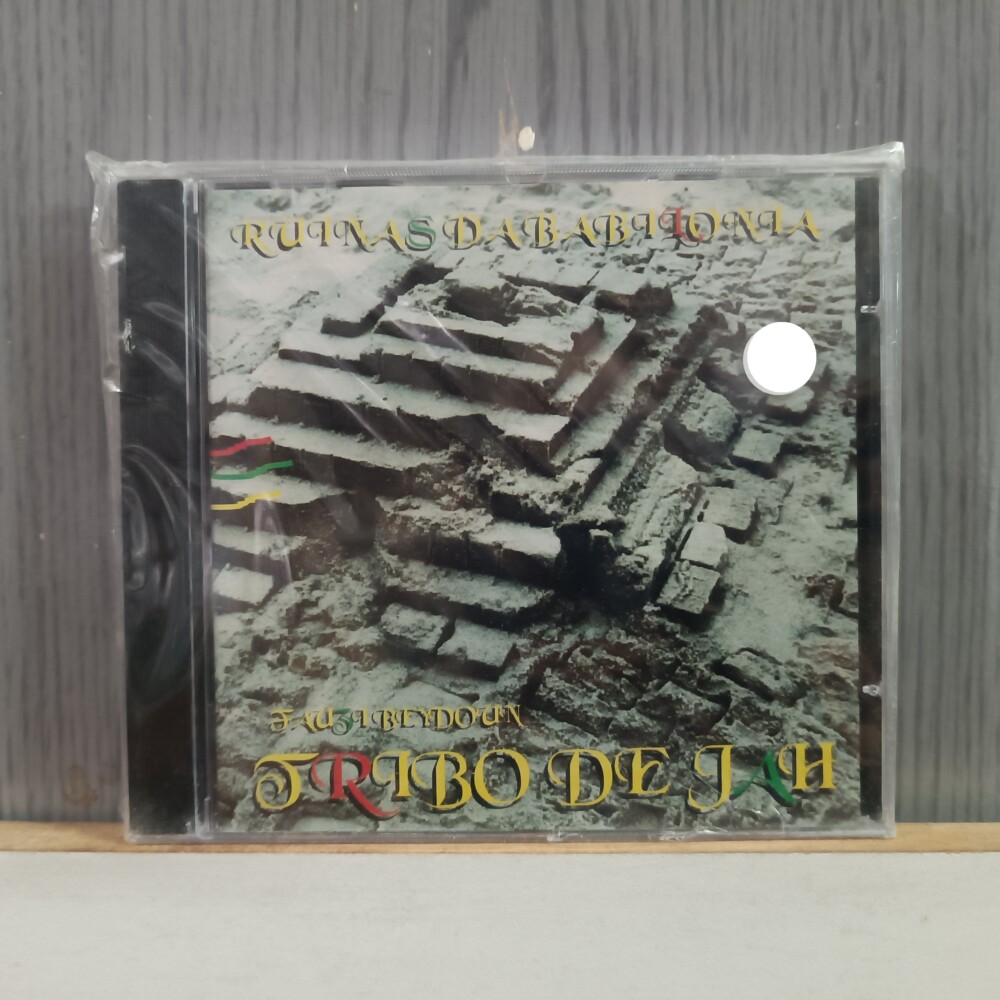 RUINAS DA BABILONIA
FAUZI BEYDOUN
TRIBO DE JAH